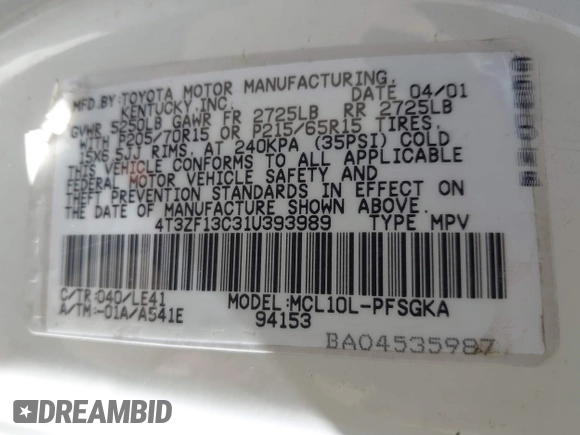 MFD.BY:TOYOTA MOTOR MANUFACTURING,
KENTUCKY,INC. DATE 04/01
GVWR 5250LB GAWR FR 2725LB RR 2725LB
WITH P205/70R15 OR P215/65R15 TIRES.
15X6.5JJ RIMS. AT 240KPA (35PSI) COLD
THIS VEHICLE CONFORMS TO ALL APPLICABLE
FEDERAL MOTOR VEHICLE SAFETY AND
THEFT PREVENTION STANDARDS IN EFFECT ON
THE DATE OF MANUFACTURE SHOWN ABOVE.
4T3ZF13C31U393989 TYPE MPV
C/TR:040/LE41 MODEL:MCL10L-PFSGKA
A/TM:-01A/A541E 94153
BA04535987
DREAMBID